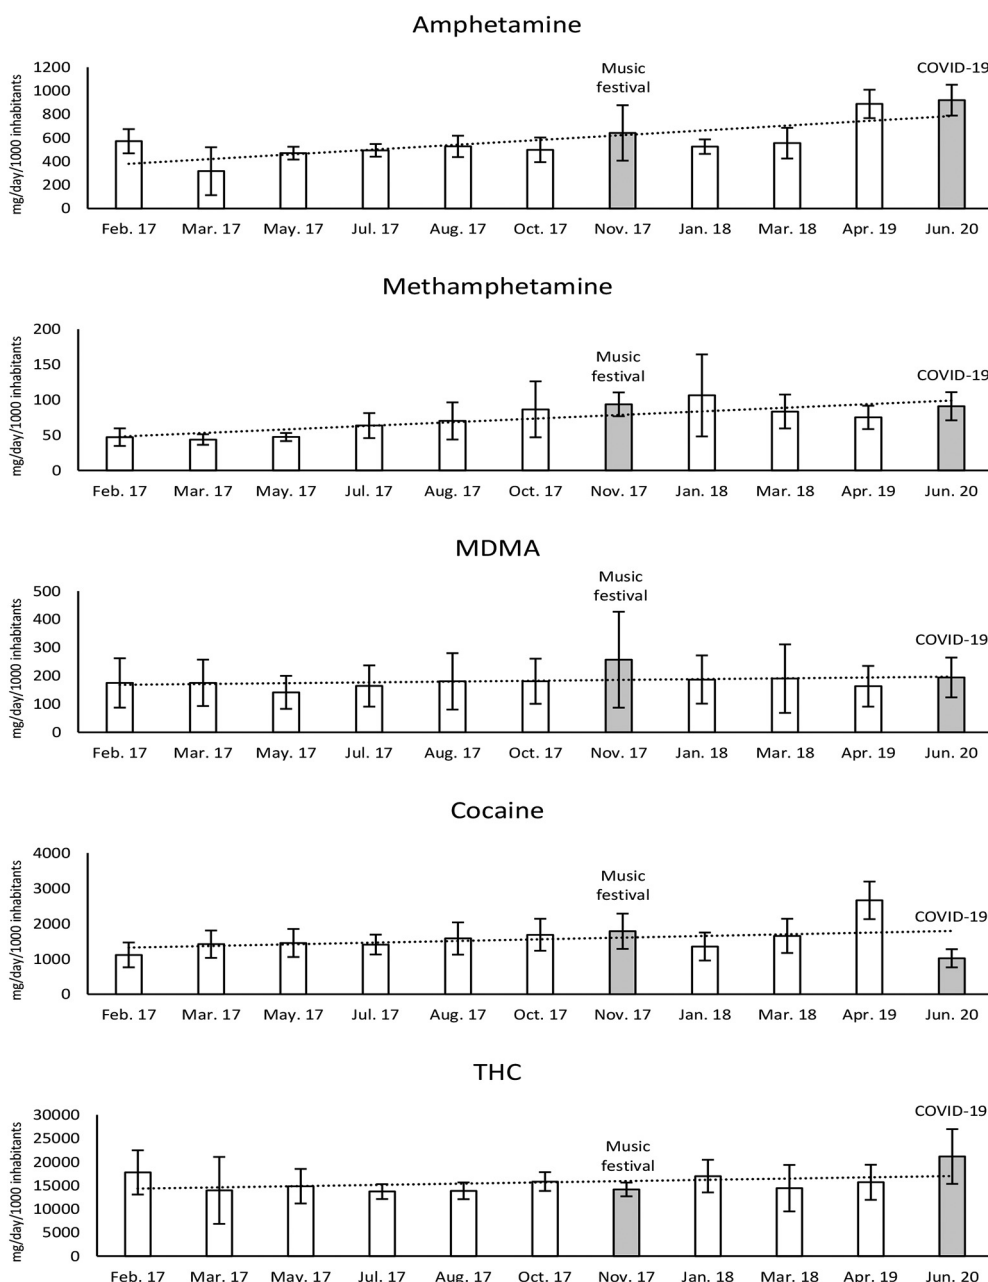 Amphetamine
mg/day/1000 inhabitants
1200
1000
800
600
400
200
0
Music
festival
COVID-19
Feb. 17 Mar. 17 May. 17 Jul. 17 Aug. 17 Oct. 17 Nov. 17 Jan. 18 Mar. 18 Apr. 19 Jun. 20
Methamphetamine
mg/day/1000 inhabitants
200
150
100
50
0
Music
festival
COVID-19
Feb. 17 Mar. 17 May. 17 Jul. 17 Aug. 17 Oct. 17 Nov. 17 Jan. 18 Mar. 18 Apr. 19 Jun. 20
MDMA
mg/day/1000 inhabitants
500
400
300
200
100
0
Music
festival
COVID-19
Feb. 17 Mar. 17 May. 17 Jul. 17 Aug. 17 Oct. 17 Nov. 17 Jan. 18 Mar. 18 Apr. 19 Jun. 20
Cocaine
mg/day/1000 inhabitants
4000
3000
2000
1000
0
Music
festival
COVID-19
Feb. 17 Mar. 17 May. 17 Jul. 17 Aug. 17 Oct. 17 Nov. 17 Jan. 18 Mar. 18 Apr. 19 Jun. 20
THC
mg/day/1000 inhabitants
30000
25000
20000
15000
10000
5000
0
Music
festival
COVID-19
Feb. 17 Mar. 17 May. 17 Jul. 17 Aug. 17 Oct. 17 Nov. 17 Jan. 18 Mar. 18 Apr. 19 Jun. 20